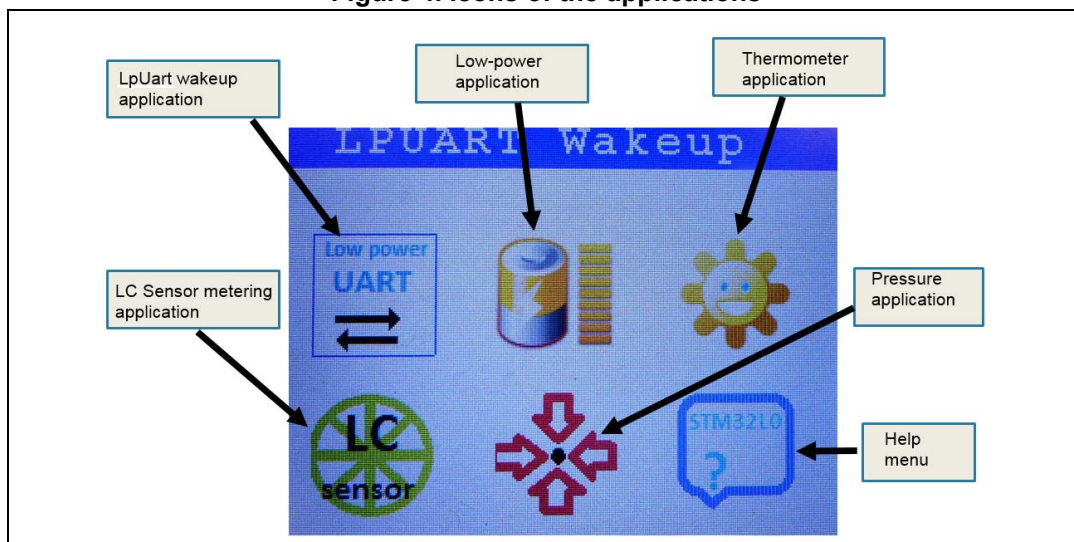 Figure Icons of the applications
LpUart wakeup
application
Low-power
application
Thermometer
application
LPUART Wakeup
Low power
UART
LC Sensor metering
application
Pressure
application
LC
sensor
STM32L0
?
Help
menu